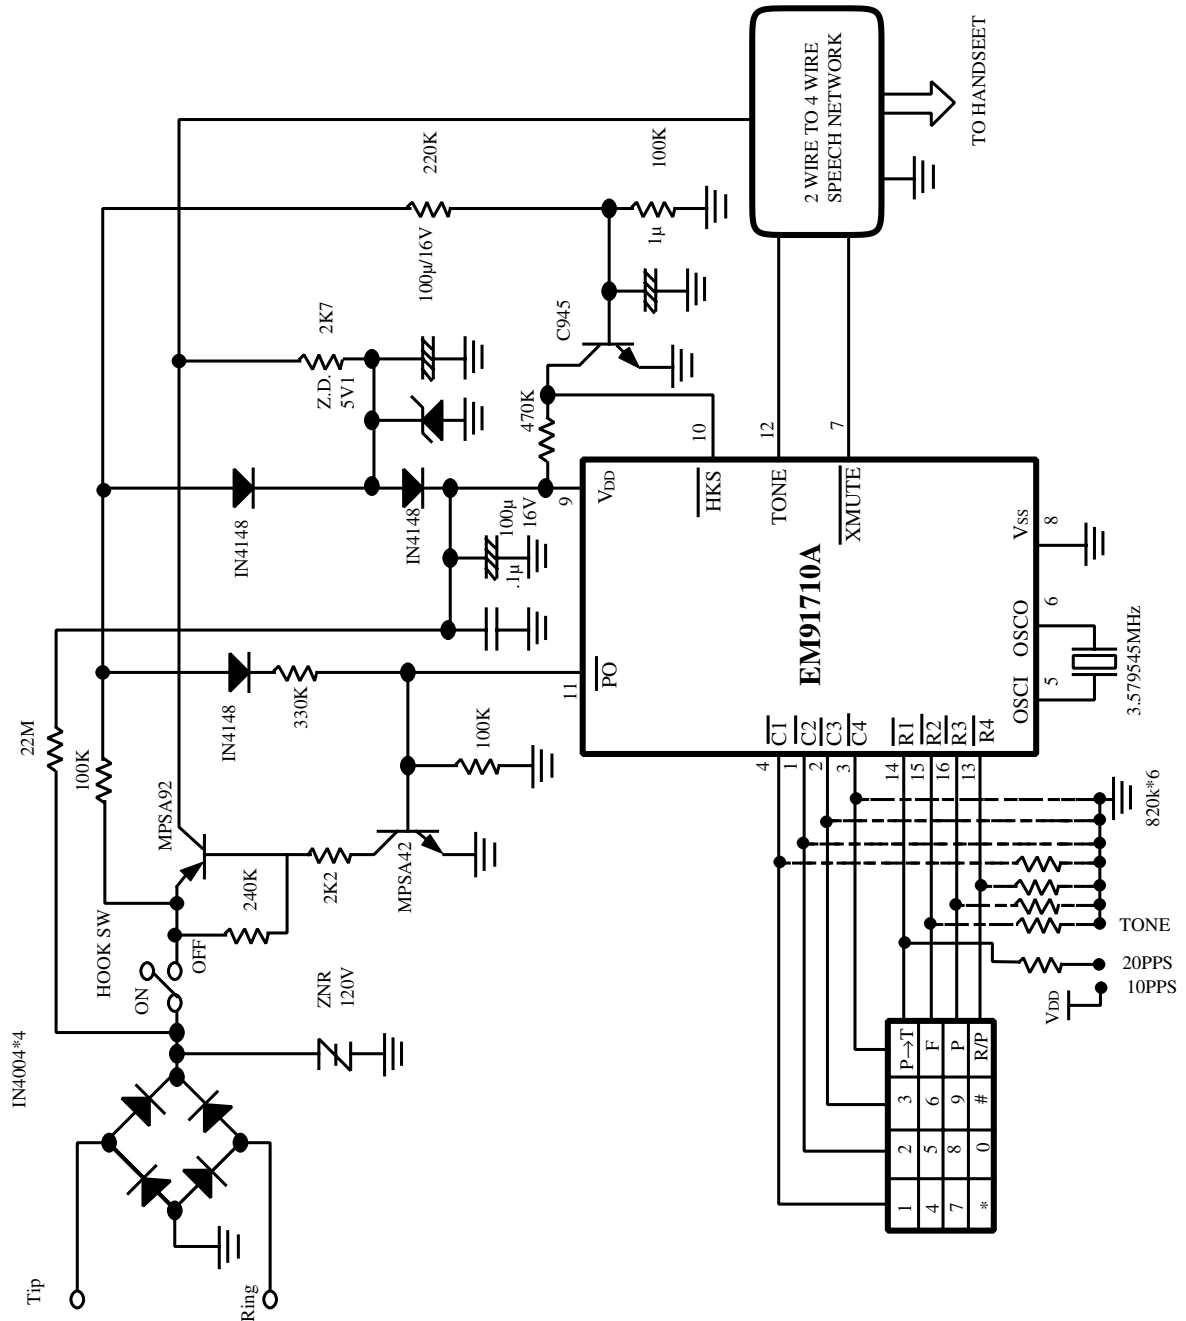 Tip
Ring
IN4004*4
ZNR
120V
HOOK SW
ON
OFF
22M
100K
MPSA92
240K
2K2
MPSA42
IN4148
330K
100K
IN4148
IN4148
.1µ
100µ
16V
Z.D.
5V1
2K7
100µ/16V
220K
470K
C945
1µ
100K
2 WIRE TO 4 WIRE
SPEECH NETWORK
TO HANDSEET
EM91710A
11
PO
9
VDD
10
HKS
12
TONE
7
XMUTE
8
VSS
6
OSCO
5
OSCI
3.579545MHz
4
C1
1
C2
2
C3
3
C4
14
R1
15
R2
16
R3
13
R4
820k*6
TONE
20PPS
10PPS
VDD
1 2 3 P→T
4 5 6 F
7 8 9 P
* 0 # R/P